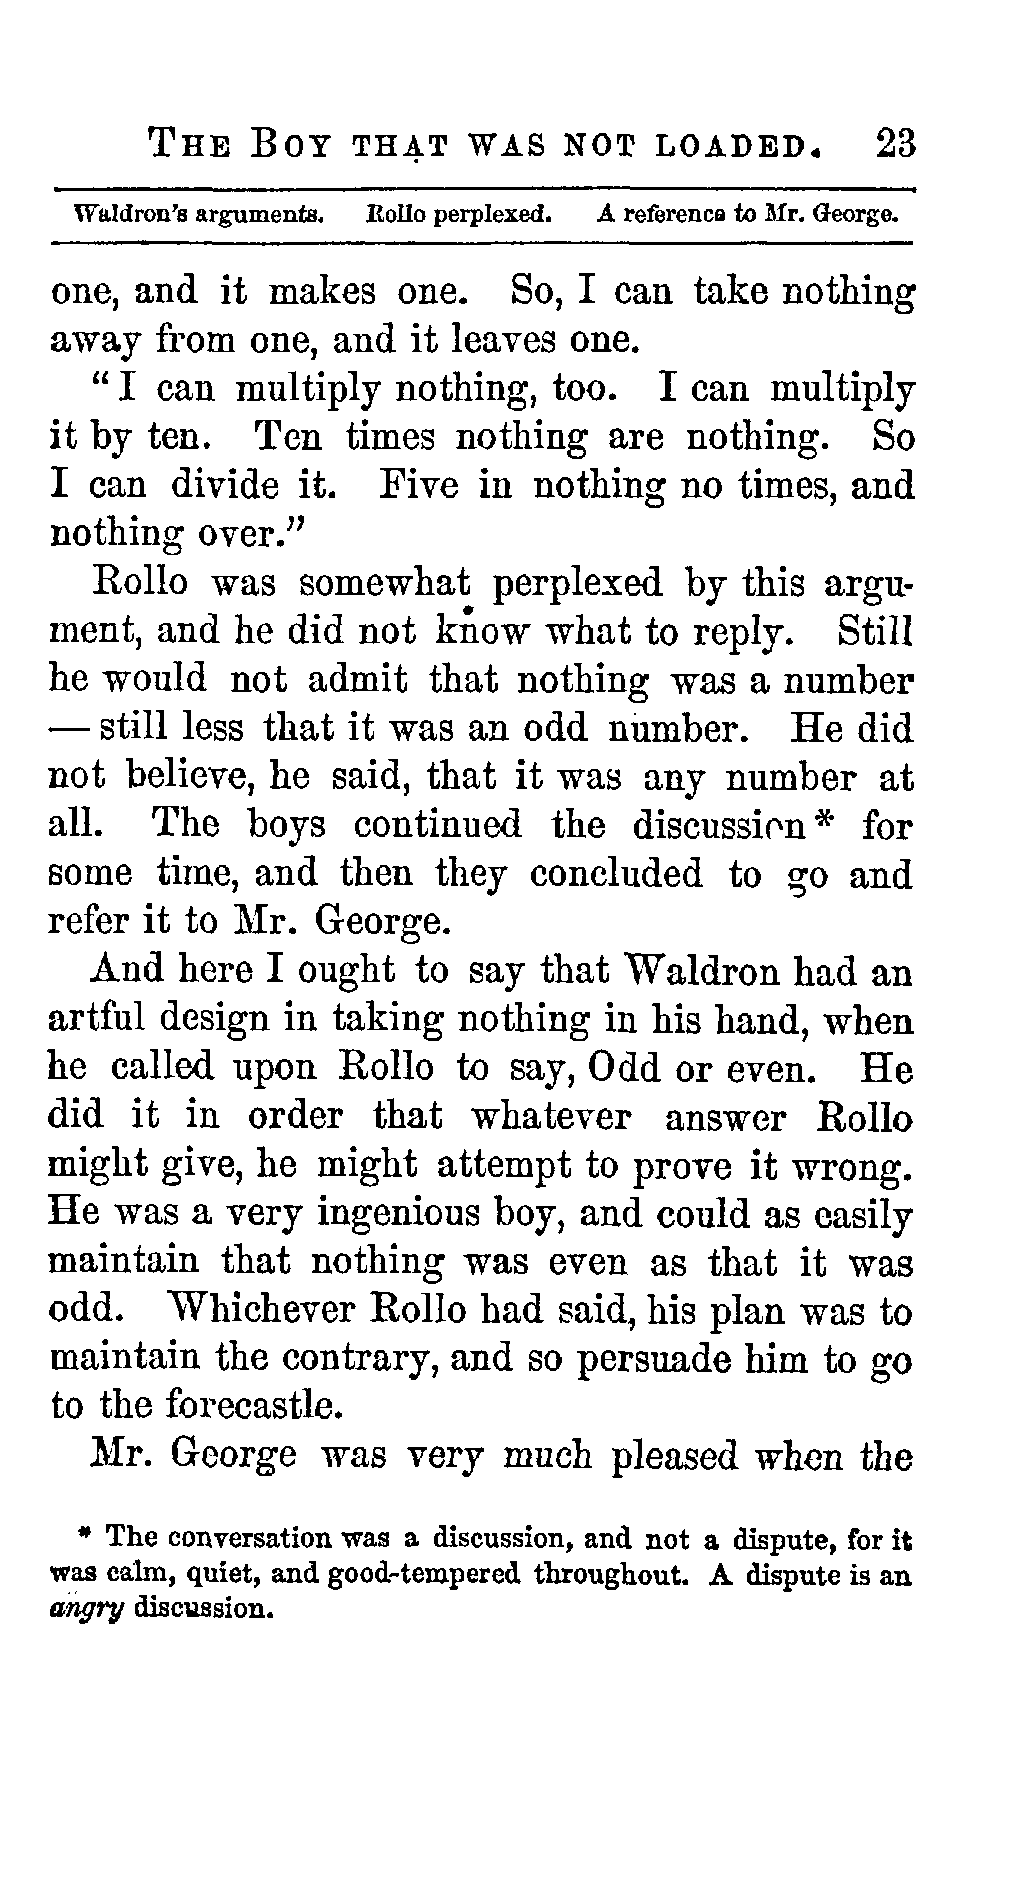 THE BOY THAT WAS NOT LOADED. 23
Waldron's arguments. Rollo perplexed. A reference to Mr. George.
one, and it makes one. So, I can take nothing
away from one, and it leaves one.
“I can multiply nothing, too. I can multiply
it by ten. Ten times nothing are nothing. So
I can divide it. Five in nothing no times, and
nothing over.”
Rollo was somewhat perplexed by this argu-
ment, and he did not know what to reply. Still
he would not admit that nothing was a number
— still less that it was an odd number. He did
not believe, he said, that it was any number at
all. The boys continued the discussion* for
some time, and then they concluded to go and
refer it to Mr. George.
And here I ought to say that Waldron had an
artful design in taking nothing in his hand, when
he called upon Rollo to say, Odd or even. He
did it in order that whatever answer Rollo
might give, he might attempt to prove it wrong.
He was a very ingenious boy, and could as easily
maintain that nothing was even as that it was
odd. Whichever Rollo had said, his plan was to
maintain the contrary, and so persuade him to go
to the forecastle.
Mr. George was very much pleased when the
* The conversation was a discussion, and not a dispute, for it
was calm, quiet, and good-tempered throughout. A dispute is an
angry discussion.